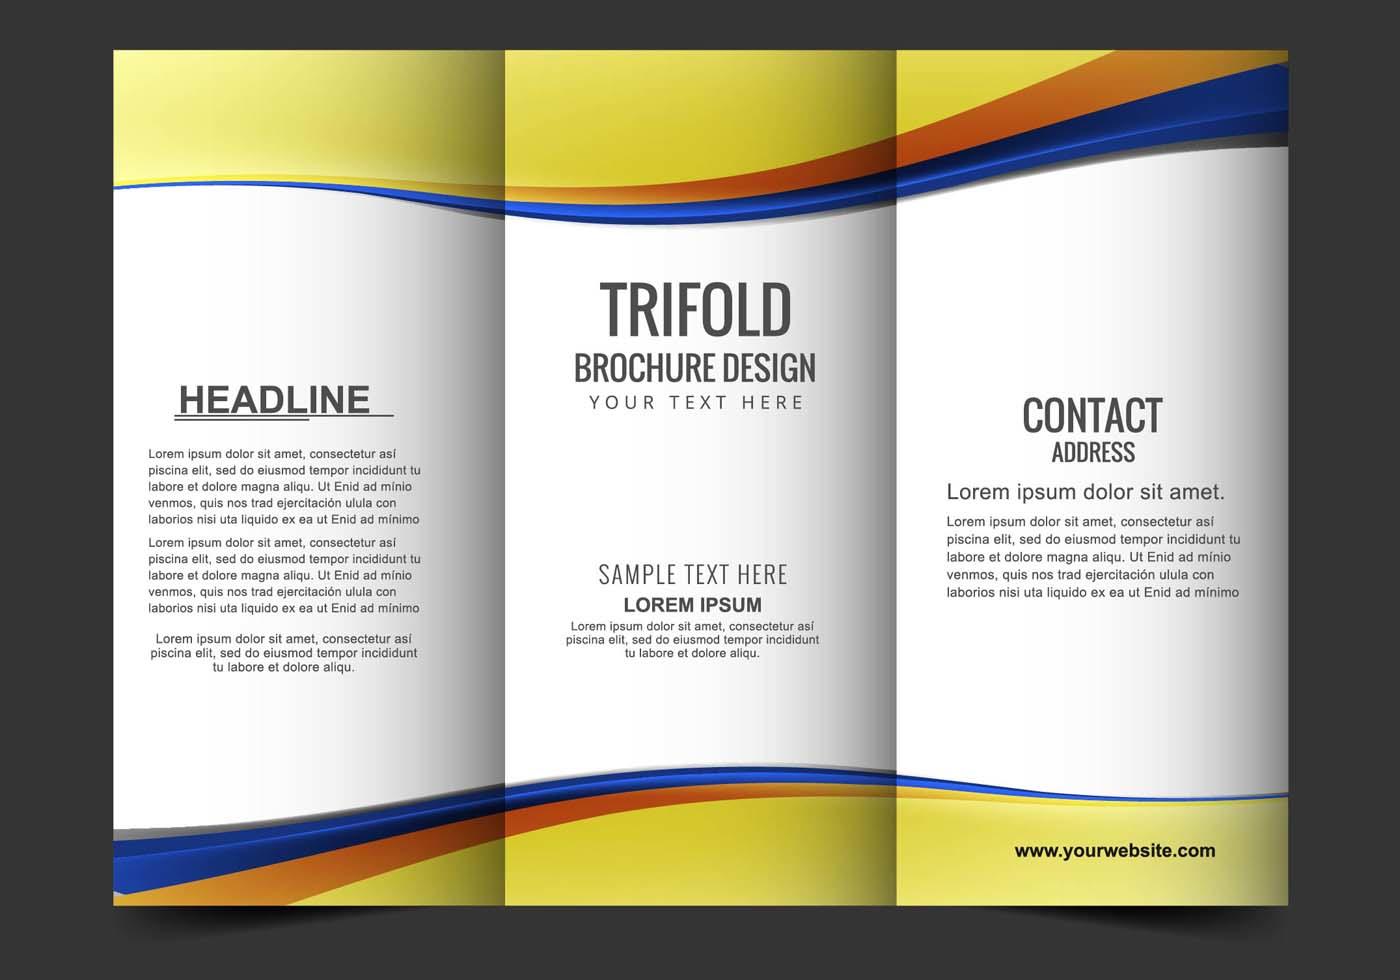 HEADLINE
Lorem ipsum dolor sit amet, consectetur así
piscina elit, sed do eiusmod tempor incididunt tu
labore et dolore magna aliqu. Ut Enid ad mínios
venmos, quis nos trad ejercitación ulula con
laborios nisi uta liquido ex ea ut Enid ad mínimo
Lorem ipsum dolor sit amet, consectetur así
piscina elit, sed do eiusmod tempor incididunt tu
labore et dolore magna aliqu. Ut Enid ad mínios
venmos, quis nos trad ejercitación ulula con
laborios nisi uta liquido ex ea ut Enid ad mínimo
Lorem ipsum dolor sit amet, consectetur así
piscina elit, sed do eiusmod tempor incididunt
tu labore et dolore aliqu.
TRIFOLD
BROCHURE DESIGN
YOUR TEXT HERE
SAMPLE TEXT HERE
LOREM IPSUM
Lorem ipsum dolor sit amet, consectetur así
piscina elit, sed do eiusmod tempor incididunt
tu labore et dolore aliqu.
CONTACT
ADDRESS
Lorem ipsum dolor sit amet.
Lorem ipsum dolor sit amet, consectetur así
piscina elit, sed do eiusmod tempor incididunt tu
labore et dolore magna aliqu. Ut Enid ad mínio
venmos, quis nos trad ejercitación ulula con
laborios nisi uta liquido ex ea ut Enid ad mínimo
www.yourwebsite.com